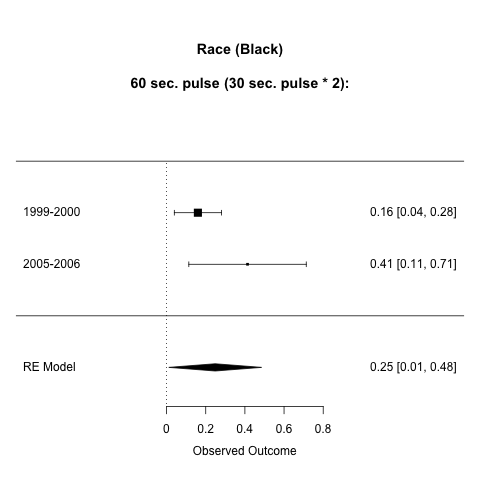 Race (Black)
60 sec. pulse (30 sec. pulse * 2):
1999-2000 0.16 [0.04, 0.28]
2005-2006 0.41 [0.11, 0.71]
RE Model 0.25 [0.01, 0.48]
0 0.2 0.4 0.6 0.8
Observed Outcome